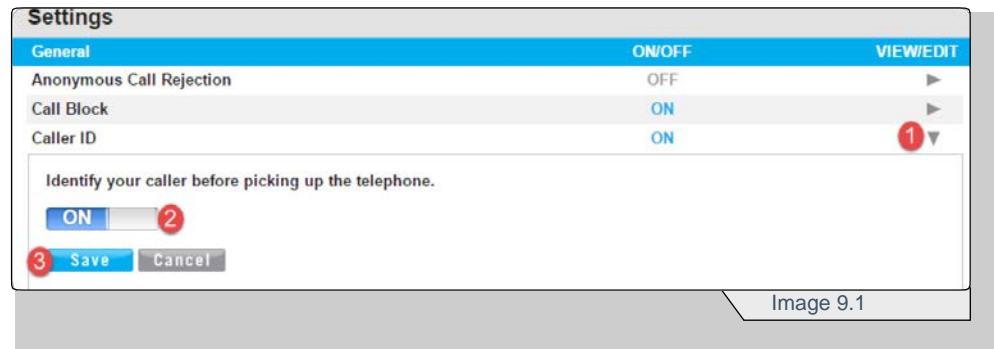 Settings
General ON/OFF VIEW/EDIT
Anonymous Call Rejection OFF
Call Block ON
Caller ID ON 1
Identify your caller before picking up the telephone.
ON 2
3 Save Cancel
Image 9.1